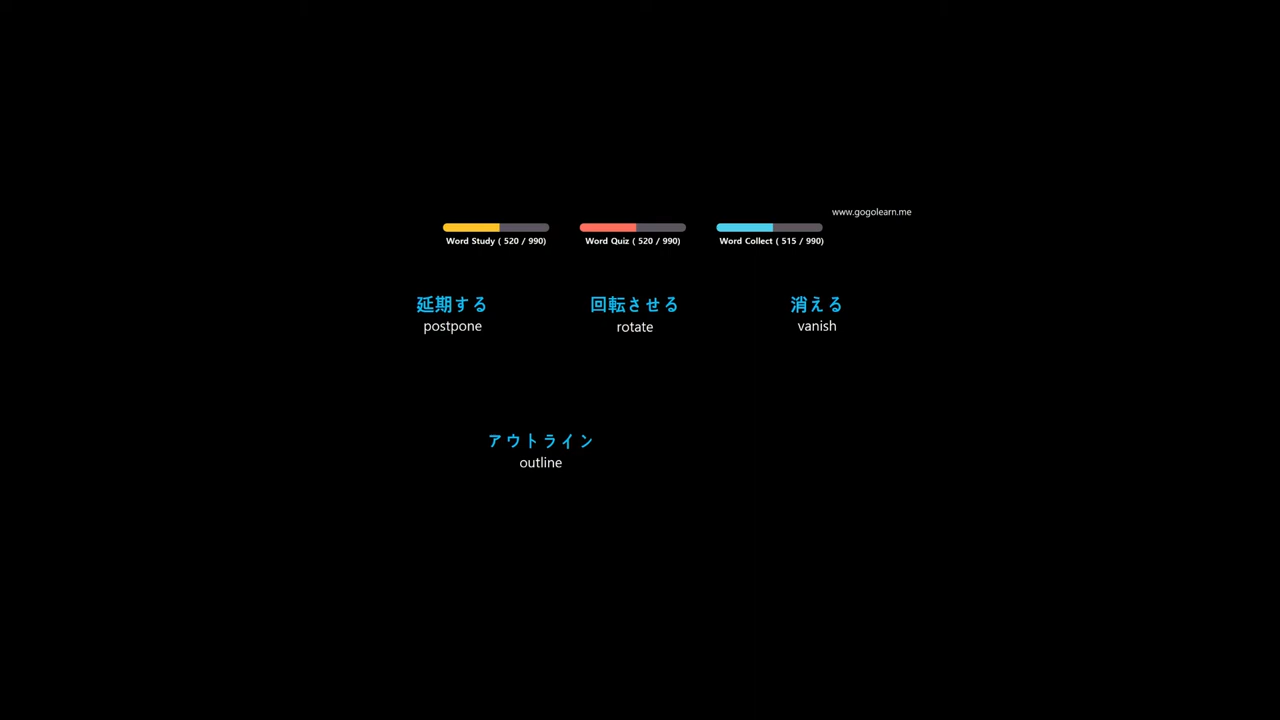 www.gogolearn.me
Word Study ( 520 / 990)
Word Quiz ( 520 / 990)
Word Collect ( 515 / 990)
延期する
postpone
回転させる
rotate
消える
vanish
アウトライン
outline